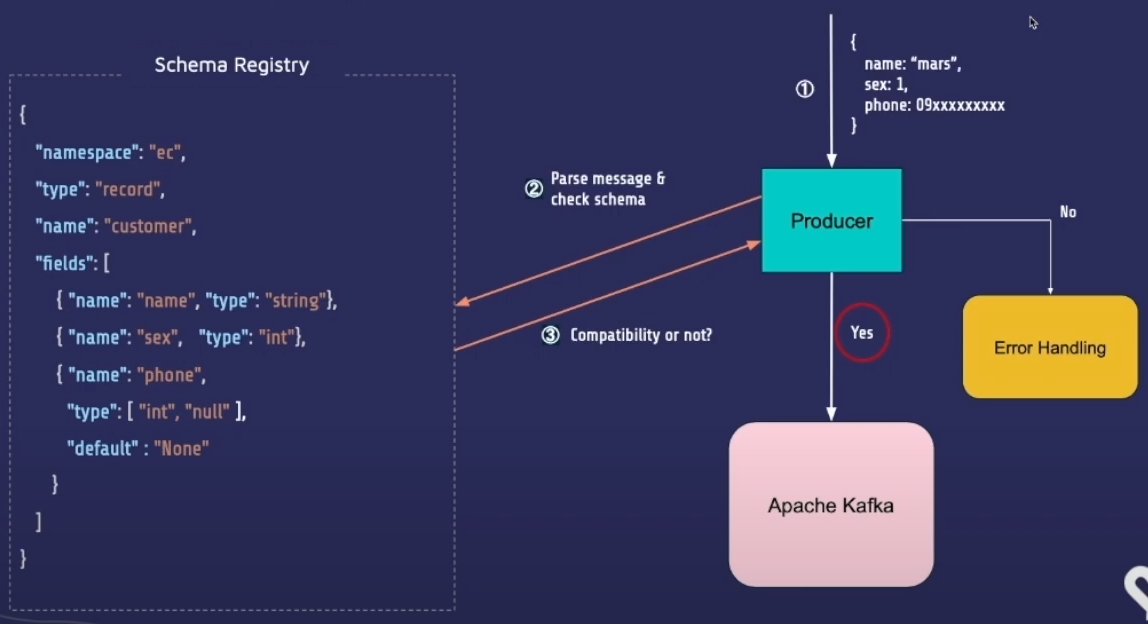 Schema Registry
{
"namespace": "ec",
"type": "record",
"name": "customer",
"fields": [
{ "name": "name", "type": "string"},
{ "name": "sex", "type": "int"},
{ "name": "phone",
"type": [ "int", "null" ],
"default" : "None"
}
]
}
①
{
name: “mars”,
sex: 1,
phone: 09xxxxxxxxx
}
② Parse message &
check schema
Producer
No
③ Compatibility or not?
Yes
Error Handling
Apache Kafka